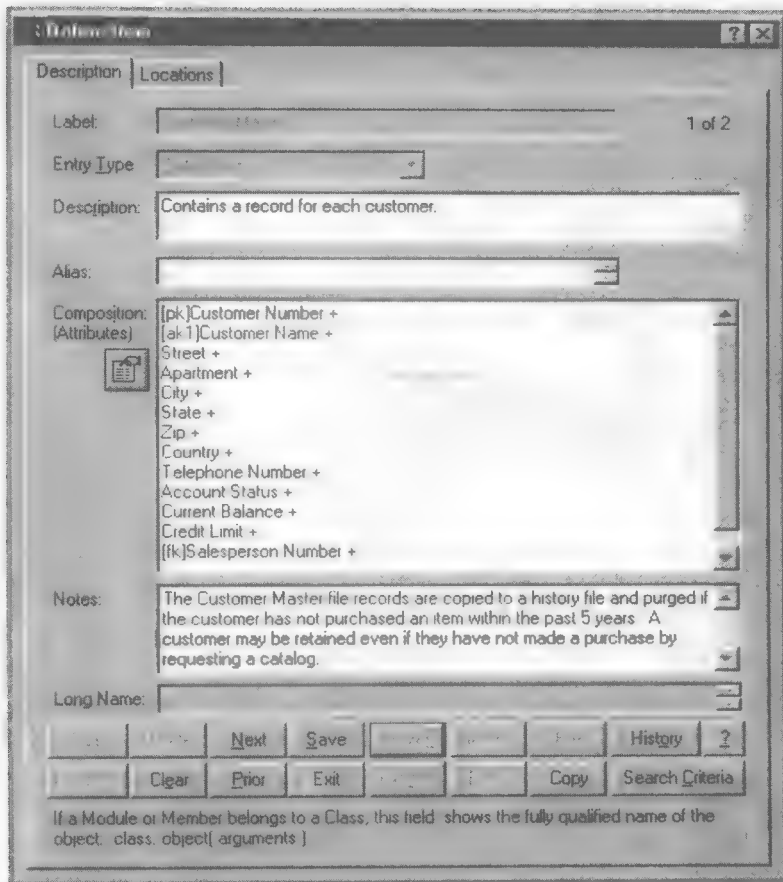 Define Item ? X
Description Locations
Label: 1 of 2
Entry Type
Description: Contains a record for each customer.
Alias:
Composition: [pk]Customer Number +
(Attributes) [ak1]Customer Name +
Street +
Apartment +
City +
State +
Zip +
Country +
Telephone Number +
Account Status +
Current Balance +
Credit Limit +
[fk]Salesperson Number +
Notes: The Customer Master file records are copied to a history file and purged if
the customer has not purchased an item within the past 5 years A
customer may be retained even if they have not made a purchase by
requesting a catalog.
Long Name:
Next Save History ?
Clear Prior Exit Copy Search Criteria
If a Module or Member belongs to a Class, this field shows the fully qualified name of the
object. class. object( arguments )